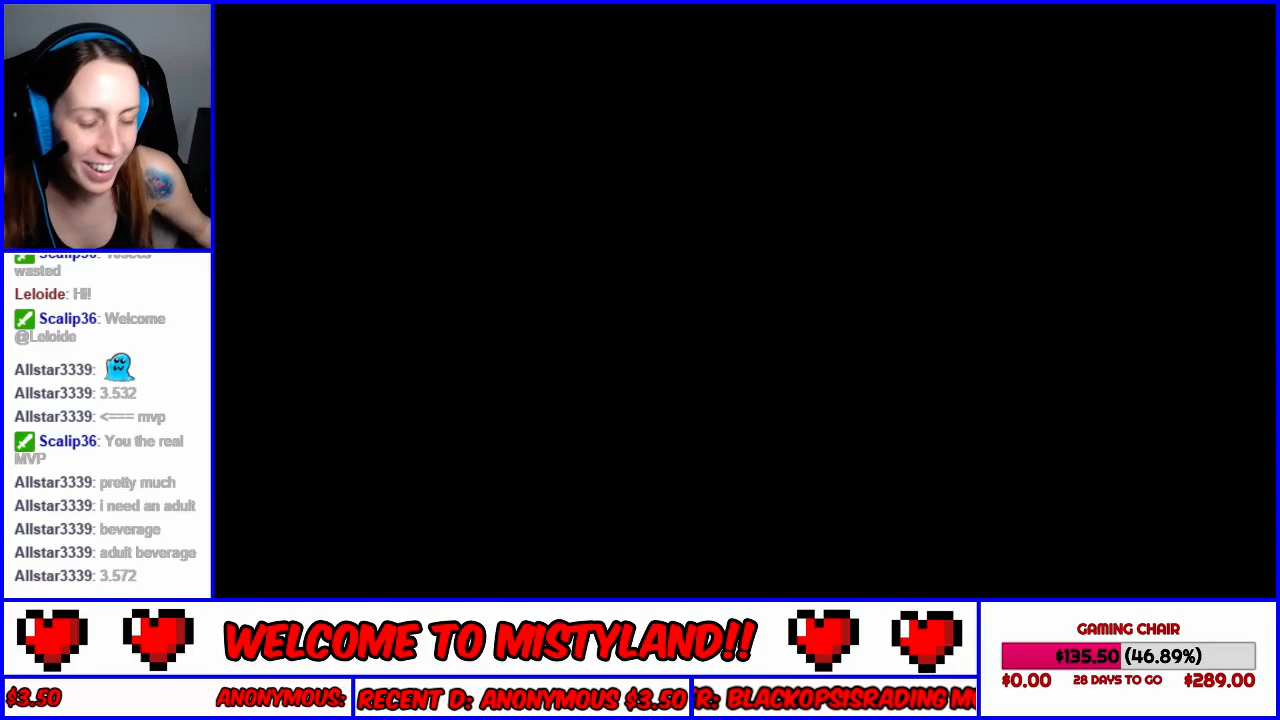 wasted
Leloide: Hi!
Scalip36: Welcome
@Leloide
Allstar3339:
Allstar3339: 3.532
Allstar3339: <=== mvp
Scalip36: You the real
MVP
Allstar3339: pretty much
Allstar3339: i need an adult
Allstar3339: beverage
Allstar3339: adult beverage
Allstar3339: 3.572
WELCOME TO MISTYLAND!!
GAMING CHAIR
$135.50 (46.89%)
$0.00 28 DAYS TO GO $289.00
$3.50 ANONYMOUS:
RECENT D: ANONYMOUS $3.50
R: BLACKOPSISRADING